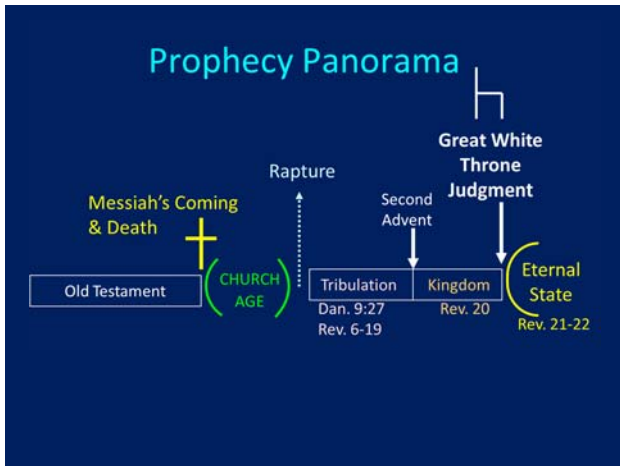 Prophecy Panorama
Great White
Throne
Judgment
Rapture
Messiah's Coming
& Death
Second
Advent
Old Testament
CHURCH
AGE
Tribulation
Kingdom
Eternal
State
Dan. 9:27
Rev. 6-19
Rev. 20
Rev. 21-22